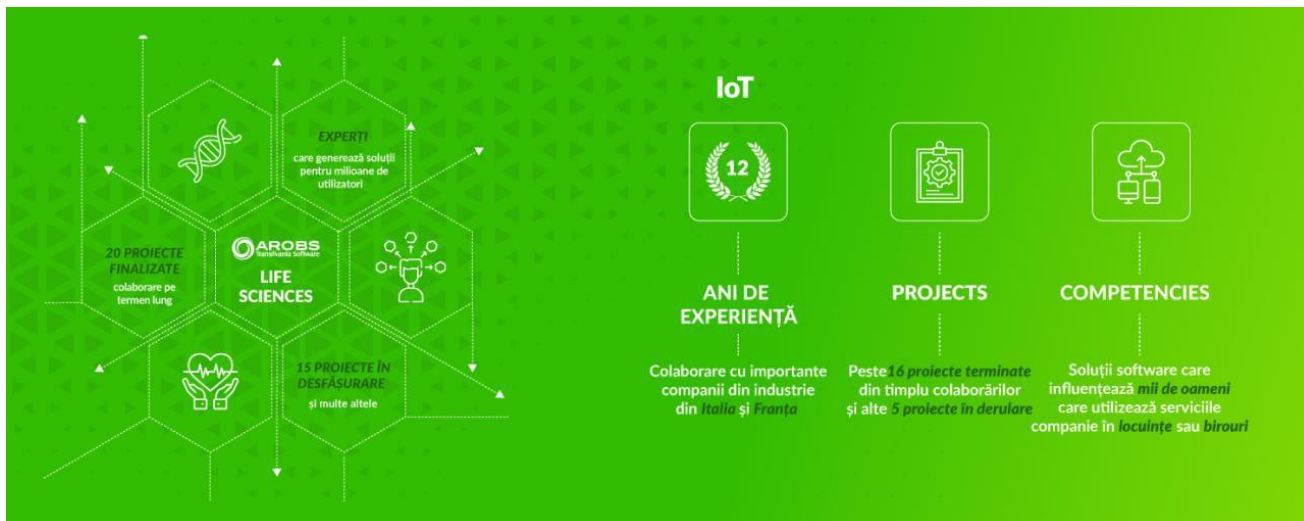 EXPERȚI
care generează soluții
pentru milioane de
utilizatori
20 PROIECTE
FINALIZATE
colaborare pe
termen lung
AROBS
Transilvania Software
LIFE
SCIENCES
15 PROIECTE ÎN
DESFĂȘURARE
și multe altele
IoT
12
ANI DE
EXPERIENȚĂ
Colaborare cu importante
companii din industrie
din Italia și Franța
PROJECTS
Peste 16 proiecte terminate
din timplu colaborărilor
și alte 5 proiecte în derulare
COMPETENCIES
Soluții software care
influențează mii de oameni
care utilizează serviciile
companie în locuințe sau birouri